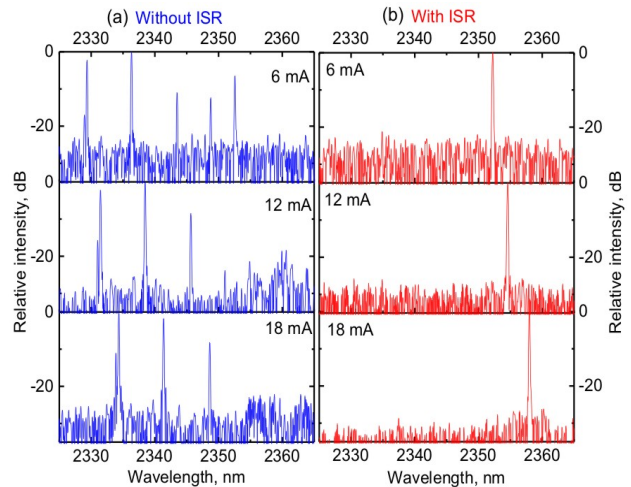 (a) Without ISR (b) With ISR
2330 2340 2350 2360 2330 2340 2350 2360
0 0
6 mA 6 mA
-20 -20
0 0
12 mA 12 mA
-20 -20
0 0
18 mA 18 mA
-20 -20
Relative intensity, dB
Relative intensity, dB
2330 2340 2350 2360 2330 2340 2350 2360
Wavelength, nm Wavelength, nm